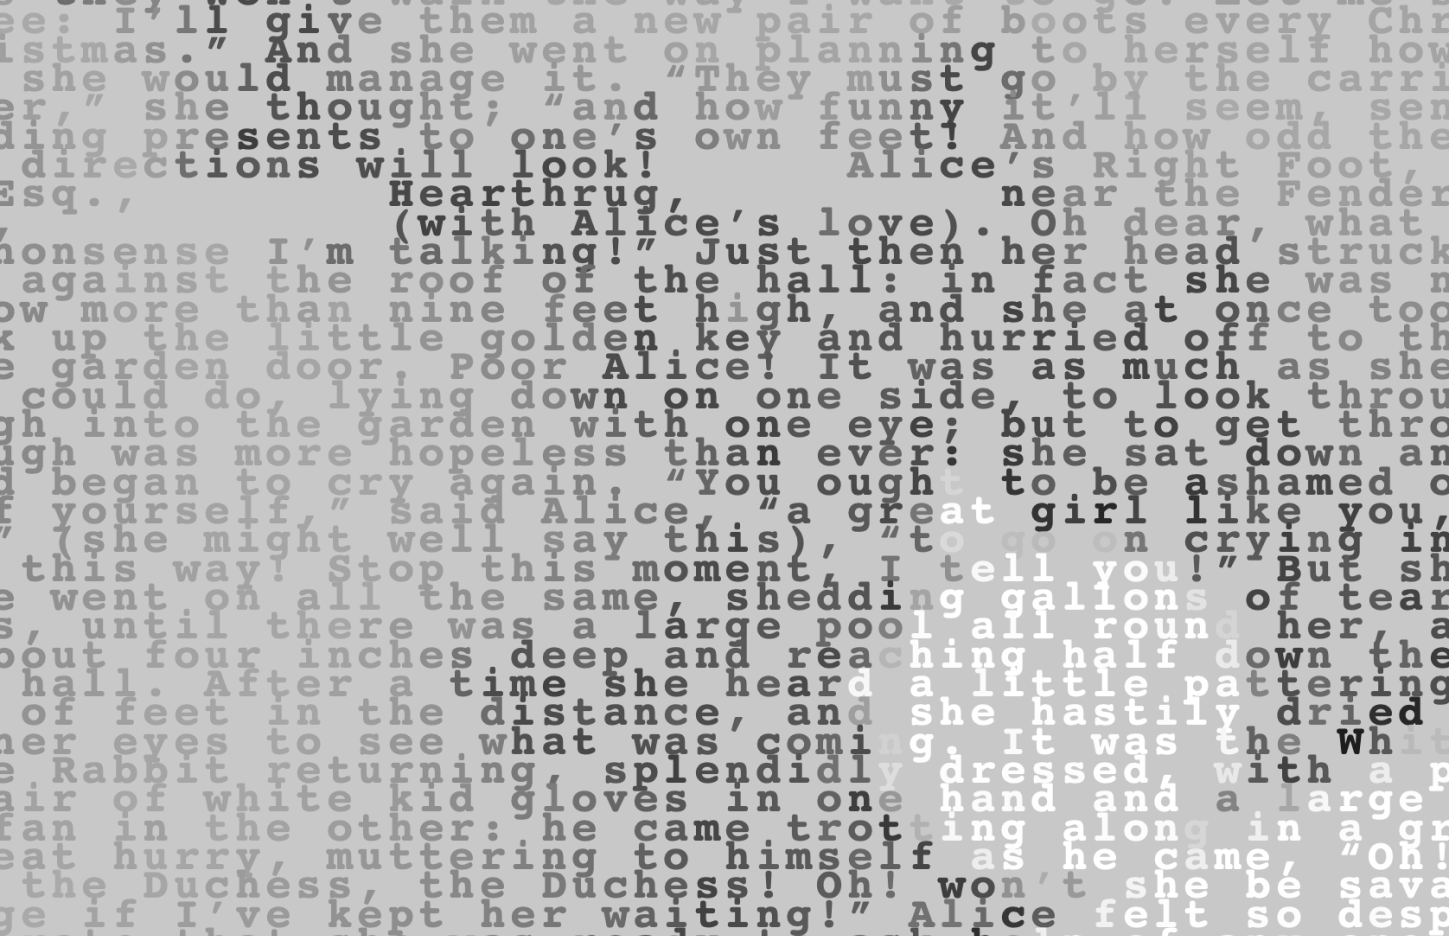 ee: I’ll give them a new pair of boots every Chr
istmas.” And she went on planning to herself how
she would manage it. “They must go by the carri
er,” she thought; “and how funny it’ll seem, sen
ding presents to one’s own feet! And how odd the
directions will look! Alice’s Right Foot,
Esq., Hearthrug, near the Fender
, (with Alice’s love). Oh dear, what
nonsense I’m talking!” Just then her head struck
against the roof of the hall: in fact she was n
ow more than nine feet high, and she at once too
k up the little golden key and hurried off to th
e garden door. Poor Alice! It was as much as she
could do, lying down on one side, to look throu
gh into the garden with one eye; but to get thro
ugh was more hopeless than ever: she sat down an
d began to cry again. “You ought to be ashamed o
f yourself,” said Alice, “a great girl like you,
” (she might well say this), “to go on crying in
this way! Stop this moment, I tell you!” But sh
e went on all the same, shedding gallons of tear
s, until there was a large pool all round her, a
bout four inches deep and reaching half down the
hall. After a time she heard a little pattering
of feet in the distance, and she hastily dried
her eyes to see what was coming. It was the Whit
e Rabbit returning, splendidly dressed, with a p
air of white kid gloves in one hand and a large
fan in the other: he came trotting along in a gr
eat hurry, muttering to himself as he came, “Oh!
the Duchess, the Duchess! Oh! won’t she be sava
ge if I’ve kept her waiting!” Alice felt so desp